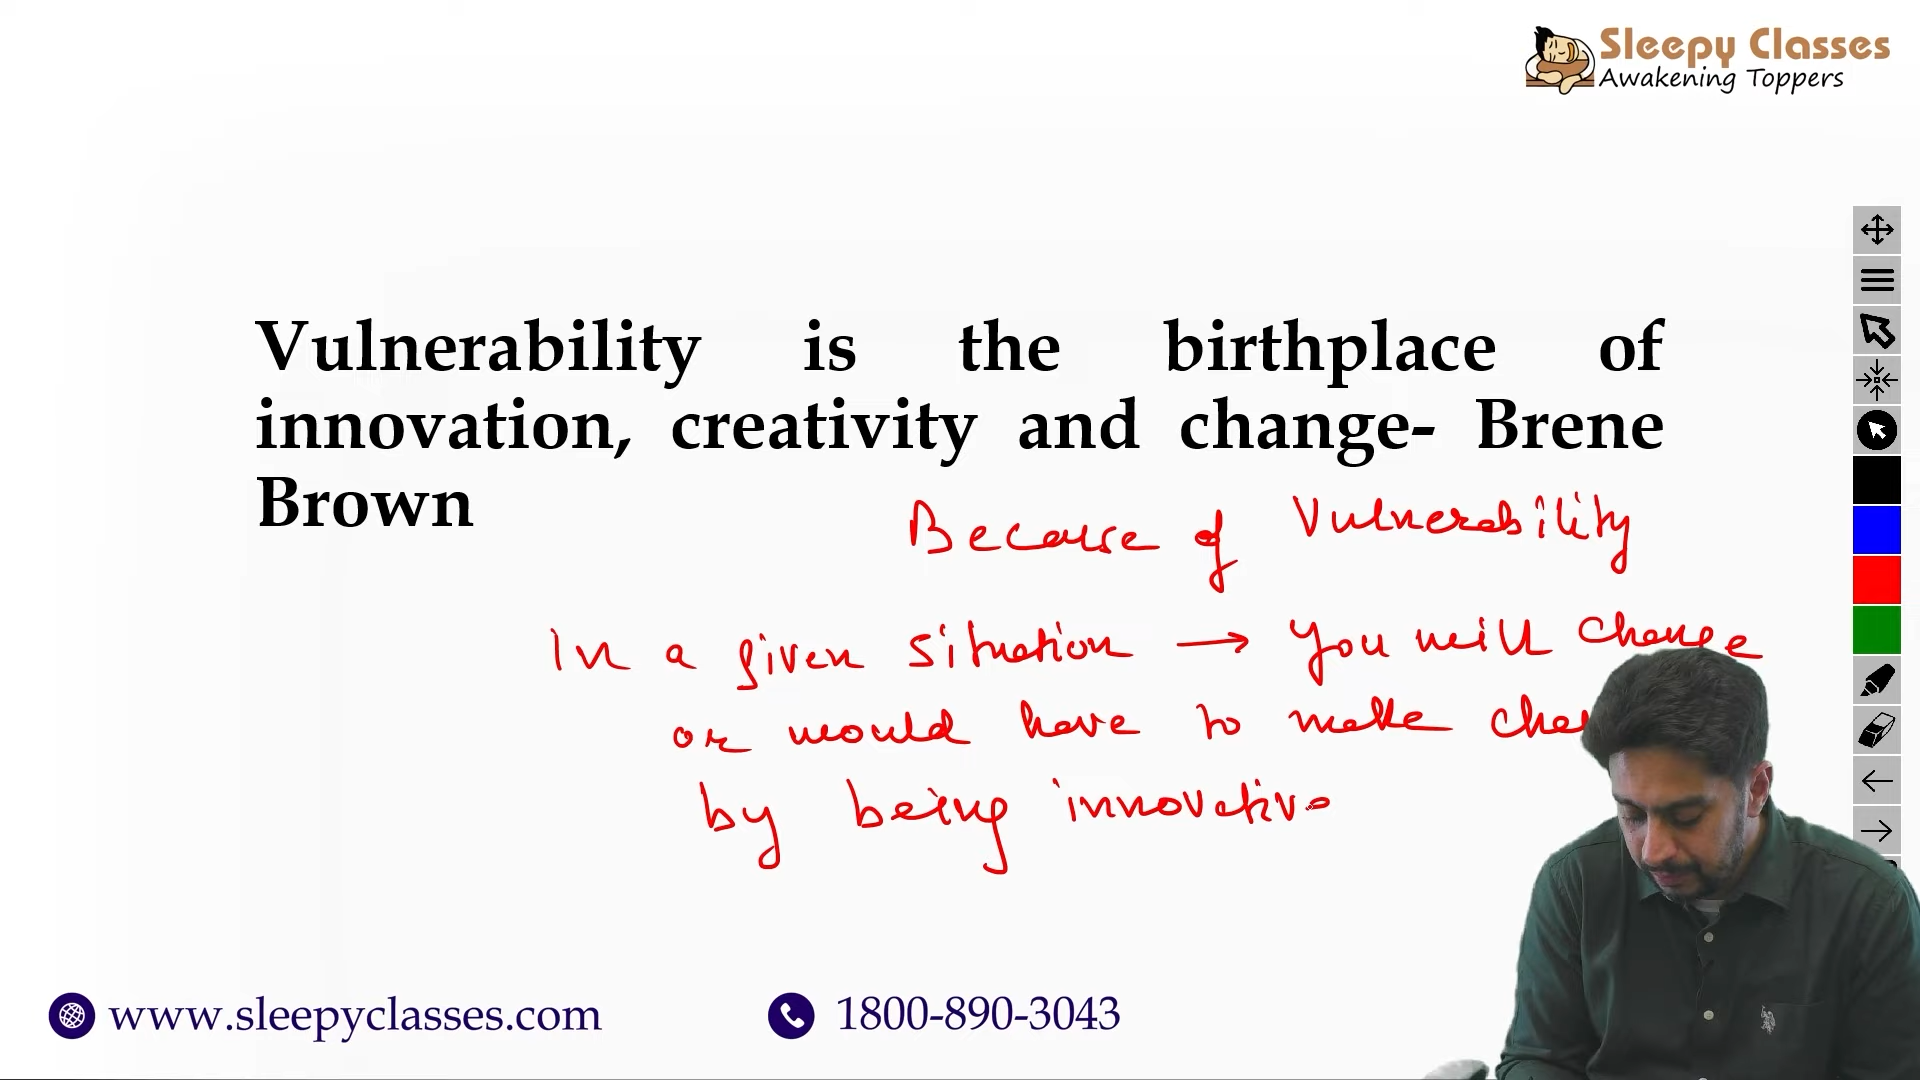 Sleepy Classes
Awakening Toppers
Vulnerability is the birthplace of
innovation, creativity and change- Brene
Brown
Because of Vulnerability
In a given situation → You will change
or would have to make
by being innovative
www.sleepyclasses.com
1800-890-3043